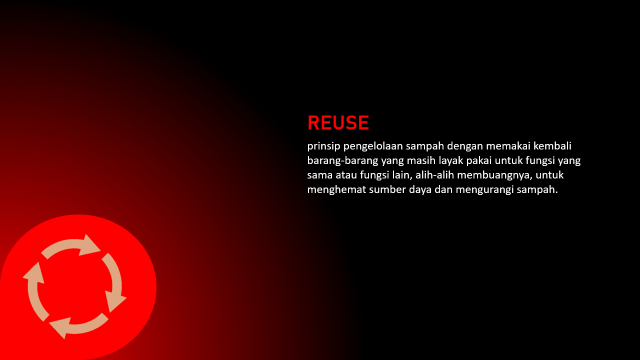 REUSE
prinsip pengelolaan sampah dengan memakai kembali
barang-barang yang masih layak pakai untuk fungsi yang
sama atau fungsi lain, alih-alih membuangnya, untuk
menghemat sumber daya dan mengurangi sampah.